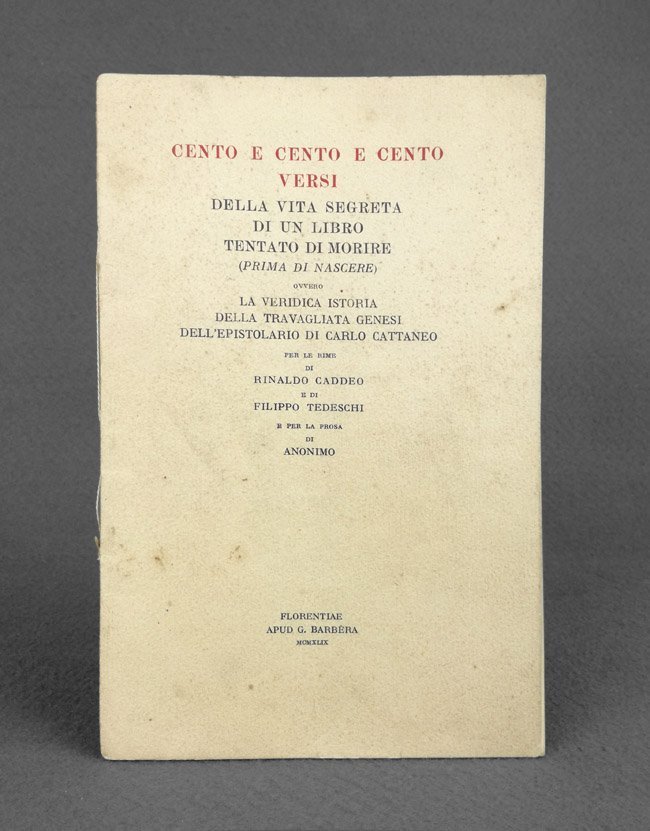 CENTO E CENTO E CENTO
VERSI
DELLA VITA SEGRETA
DI UN LIBRO
TENTATO DI MORIRE
(PRIMA DI NASCERE)
OVVERO
LA VERIDICA ISTORIA
DELLA TRAVAGLIATA GENESI
DELL'EPISTOLARIO DI CARLO CATTANEO
PER LE RIME
DI
RINALDO CADDEO
E DI
FILIPPO TEDESCHI
E PER LA PROSA
DI
ANONIMO
FLORENTIAE
APUD G. BARBÈRA
MCMXLIX